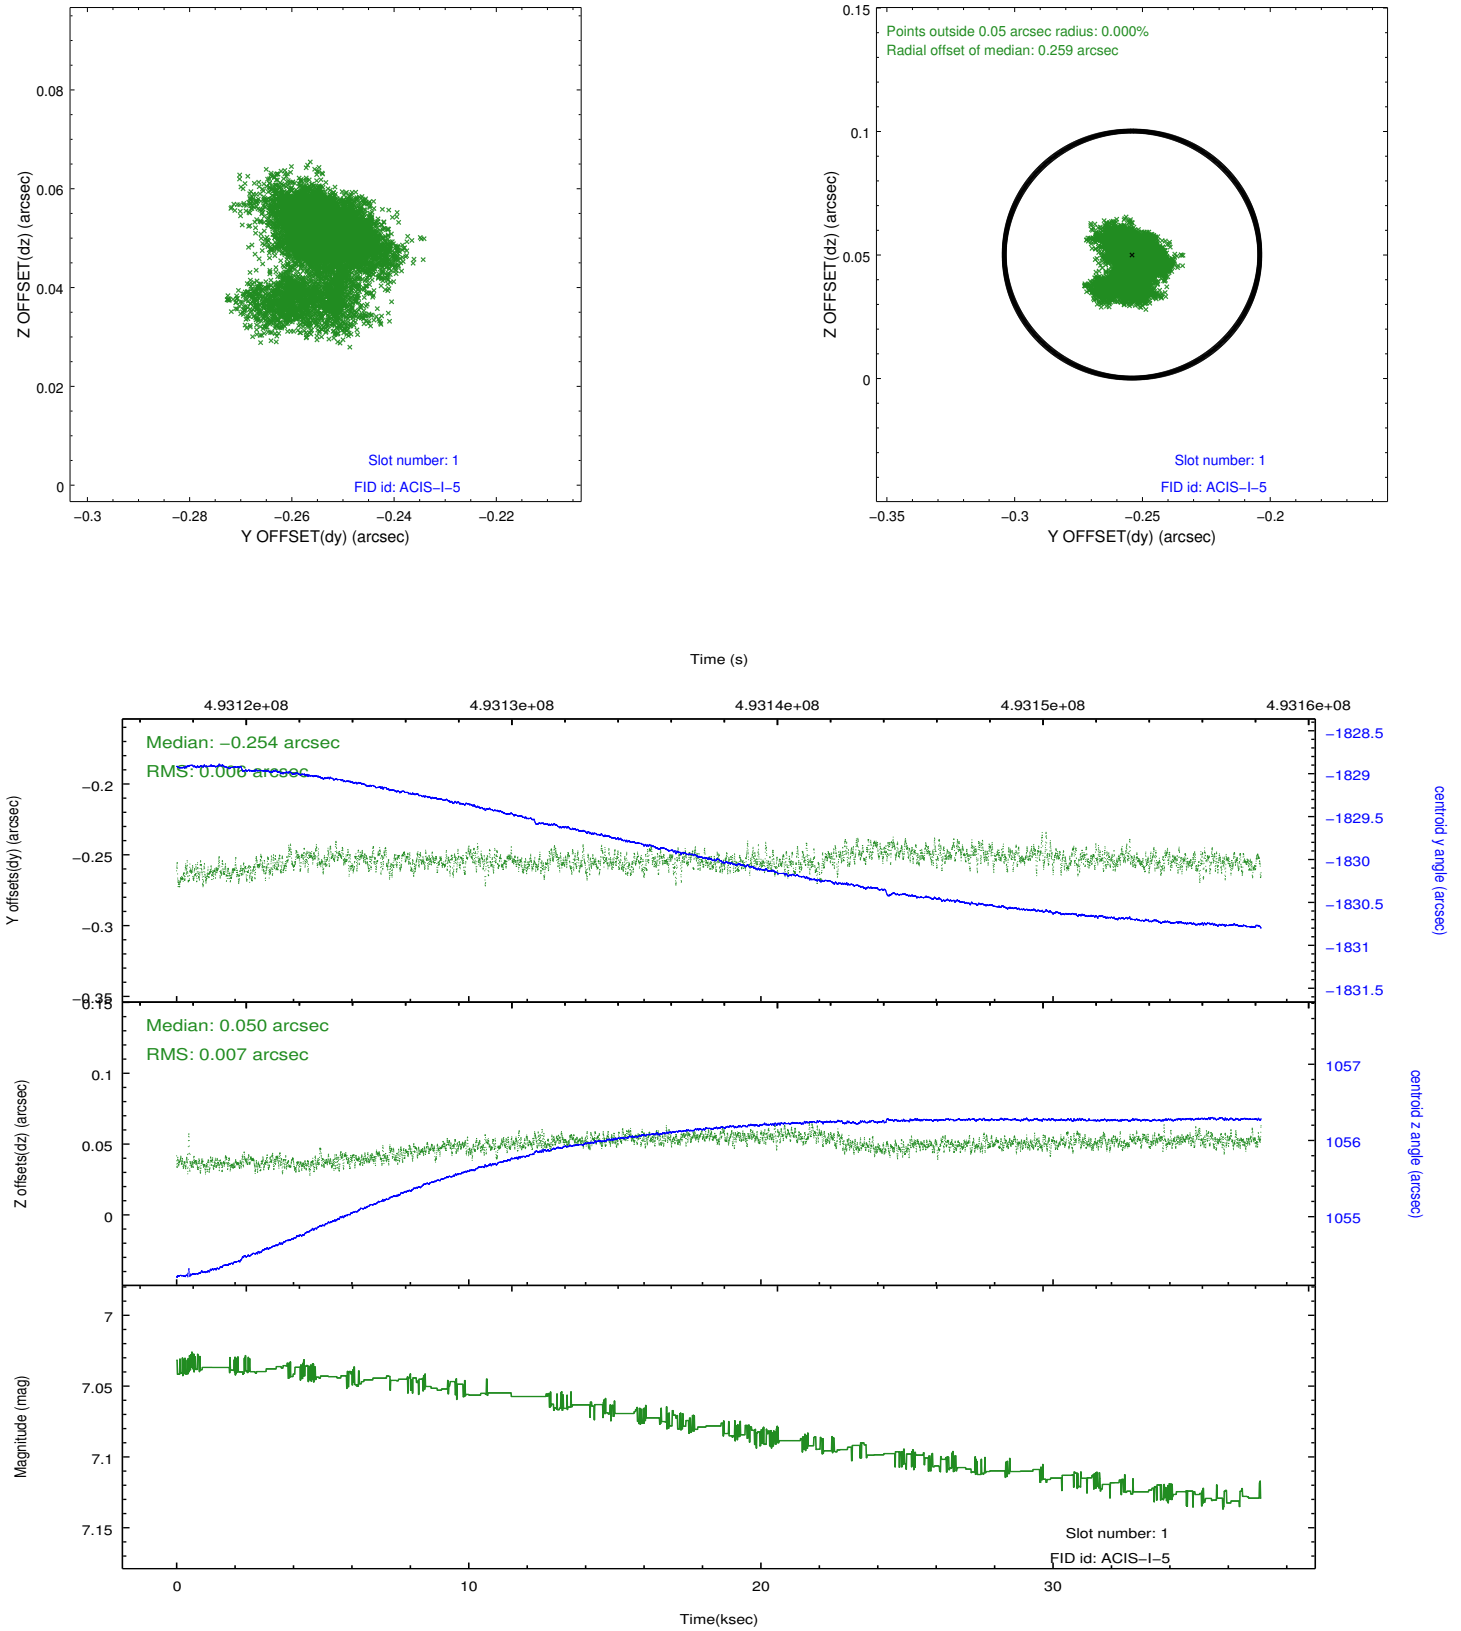 0.08
0.06
0.04
0.02
0
Z OFFSET(dz) (arcsec)
Slot number: 1
FID id: ACIS−I−5
−0.3
−0.28
−0.26
−0.24
−0.22
Y OFFSET(dy) (arcsec)
0.15
0.1
0.05
0
Z OFFSET(dz) (arcsec)
Points outside 0.05 arcsec radius: 0.000%
Radial offset of median: 0.259 arcsec
Slot number: 1
FID id: ACIS−I−5
−0.35
−0.3
−0.25
−0.2
Y OFFSET(dy) (arcsec)
Time (s)
4.9312e+08
4.9313e+08
4.9314e+08
4.9315e+08
4.9316e+08
Median: −0.254 arcsec
RMS: 0.006 arcsec
−0.2
−0.25
−0.3
−0.35
Y offsets(dy) (arcsec)
−1828.5
−1829
−1829.5
−1830
−1830.5
−1831
−1831.5
centroid y angle (arcsec)
Median: 0.050 arcsec
RMS: 0.007 arcsec
0.15
0.1
0.05
0
Z offsets(dz) (arcsec)
1057
1056
1055
centroid z angle (arcsec)
7
7.05
7.1
7.15
Magnitude (mag)
Slot number: 1
FID id: ACIS−I−5
0
10
20
30
Time(ksec)